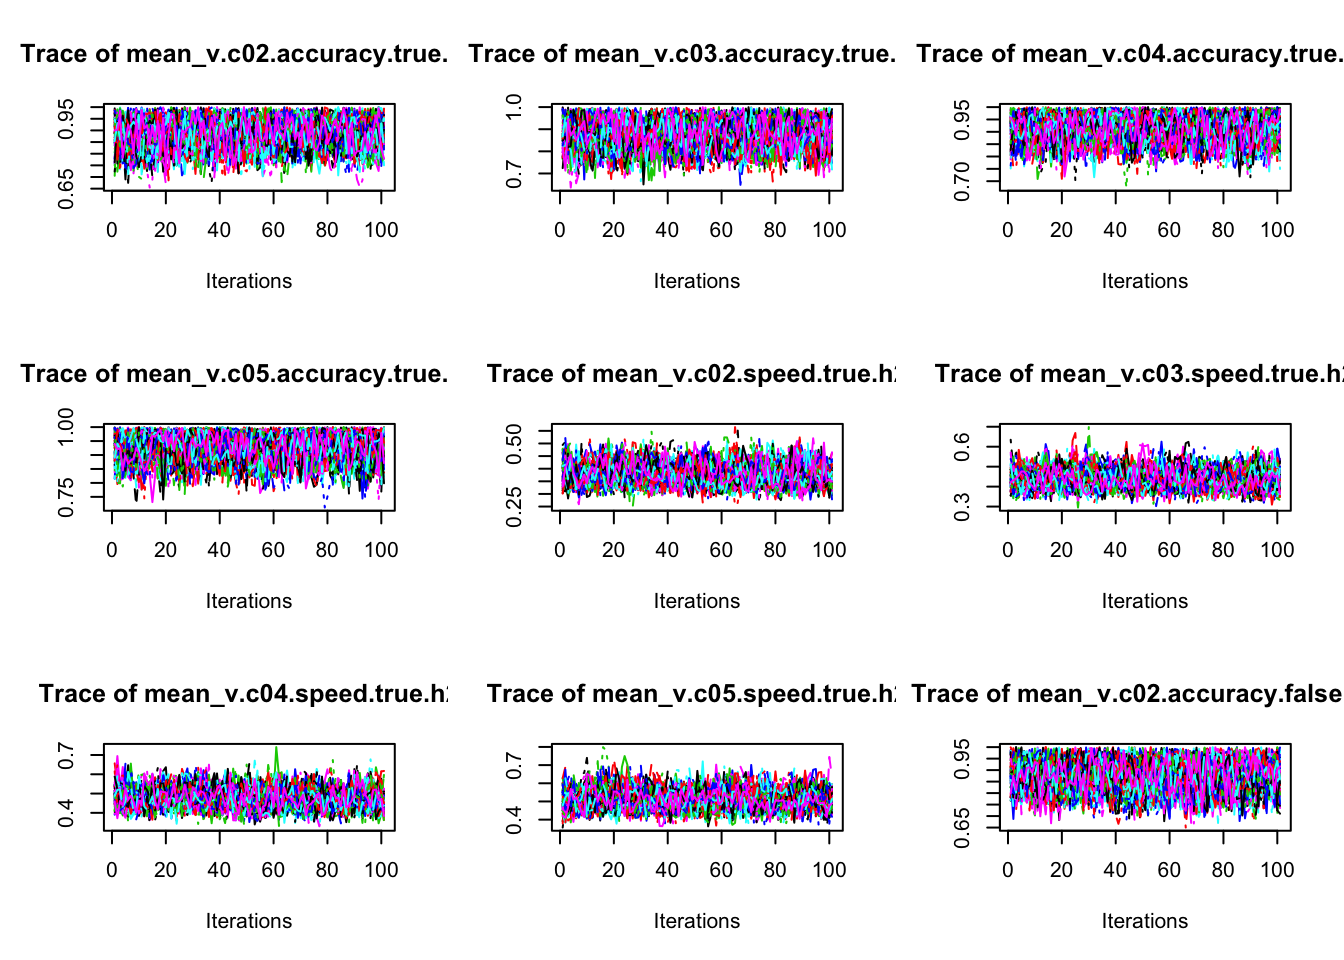 Trace of mean_v.c02.accuracy.true. Trace of mean_v.c03.accuracy.true. Trace of mean_v.c04.accuracy.true.
0.95 1.0 0.95
0.65 0.7 0.70
0 20 40 60 80 100 0 20 40 60 80 100 0 20 40 60 80 100
Iterations Iterations Iterations
Trace of mean_v.c05.accuracy.true. Trace of mean_v.c02.speed.true.h Trace of mean_v.c03.speed.true.h
1.00 0.50 0.6
0.75 0.25 0.3
0 20 40 60 80 100 0 20 40 60 80 100 0 20 40 60 80 100
Iterations Iterations Iterations
Trace of mean_v.c04.speed.true.h Trace of mean_v.c05.speed.true.h Trace of mean_v.c02.accuracy.false
0.7 0.7 0.95
0.4 0.4 0.65
0 20 40 60 80 100 0 20 40 60 80 100 0 20 40 60 80 100
Iterations Iterations Iterations